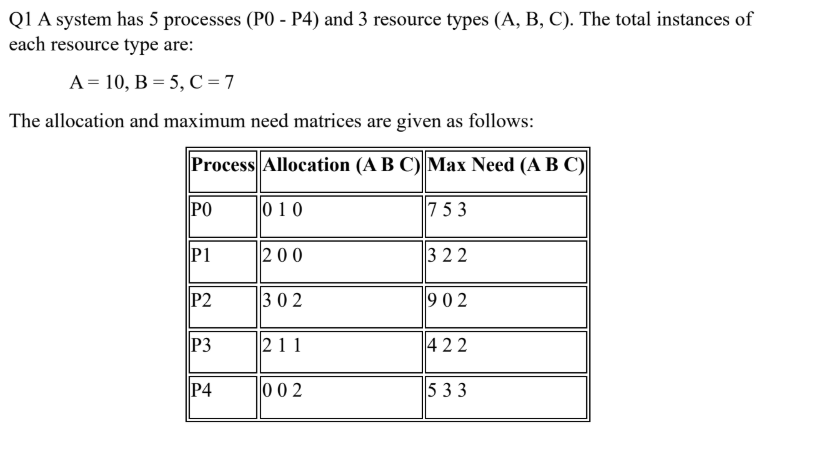 Q1 A system has 5 processes (P0 - P4) and 3 resource types (A, B, C). The total instances of
each resource type are:
A = 10, B = 5, C = 7
The allocation and maximum need matrices are given as follows:
Process Allocation (A B C) Max Need (A B C)
P0 0 1 0 7 5 3
P1 2 0 0 3 2 2
P2 3 0 2 9 0 2
P3 2 1 1 4 2 2
P4 0 0 2 5 3 3